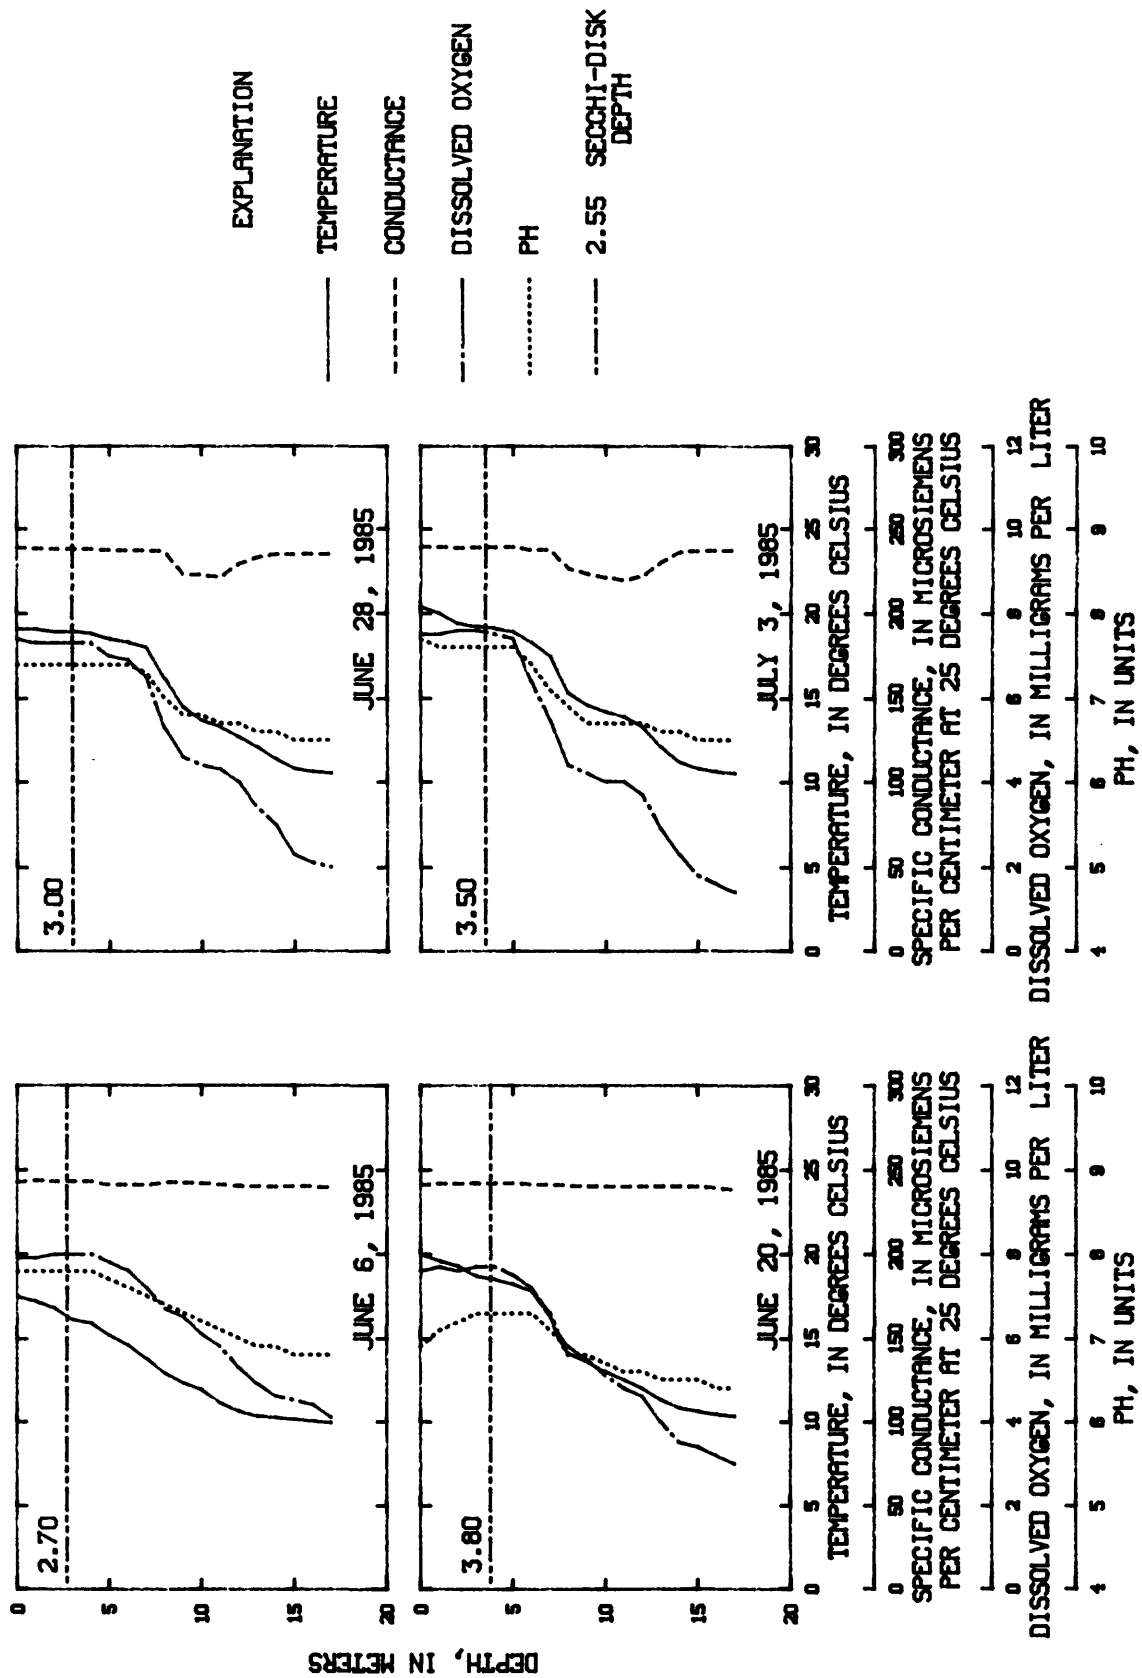 DEPTH, IN METERS
0
5
10
15
20
2.70
JUNE 6, 1985
3.00
JUNE 28, 1985
0
5
10
15
20
3.80
JUNE 20, 1985
3.50
JULY 3, 1985
0 5 10 15 20 25 30
TEMPERATURE, IN DEGREES CELSIUS
0 50 100 150 200 250 300
SPECIFIC CONDUCTANCE, IN MICROSIEMENS
PER CENTIMETER AT 25 DEGREES CELSIUS
0 2 4 6 8 10 12
DISSOLVED OXYGEN, IN MILLIGRAMS PER LITER
4 5 6 7 8 9 10
PH, IN UNITS
0 5 10 15 20 25 30
TEMPERATURE, IN DEGREES CELSIUS
0 50 100 150 200 250 300
SPECIFIC CONDUCTANCE, IN MICROSIEMENS
PER CENTIMETER AT 25 DEGREES CELSIUS
0 2 4 6 8 10 12
DISSOLVED OXYGEN, IN MILLIGRAMS PER LITER
4 5 6 7 8 9 10
PH, IN UNITS
EXPLANATION
TEMPERATURE
CONDUCTANCE
DISSOLVED OXYGEN
PH
2.55 SECCHI-DISK
DEPTH